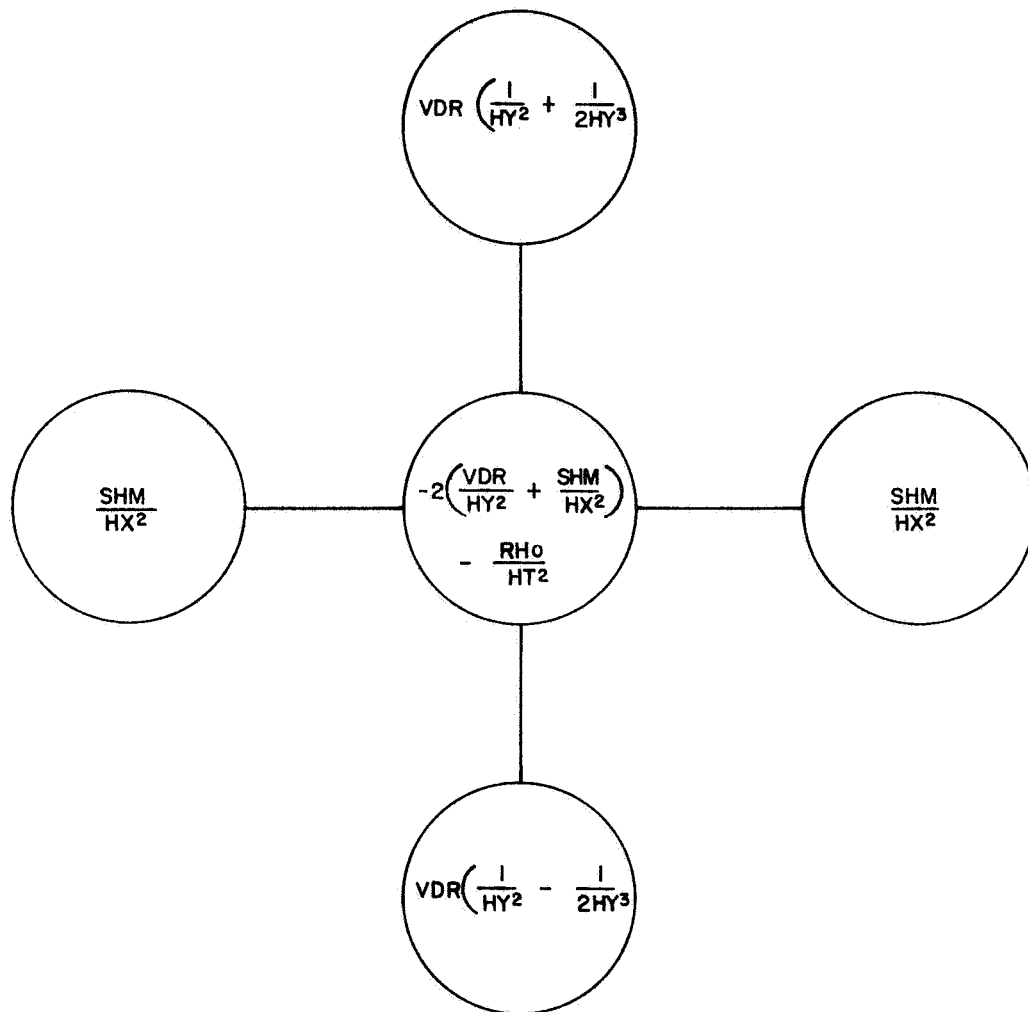 VDR (1/HY² + 1/2HY³
SHM/HX²
-2(VDR/HY² + SHM/HX²)
- RHo/HT²
SHM/HX²
VDR(1/HY² - 1/2HY³